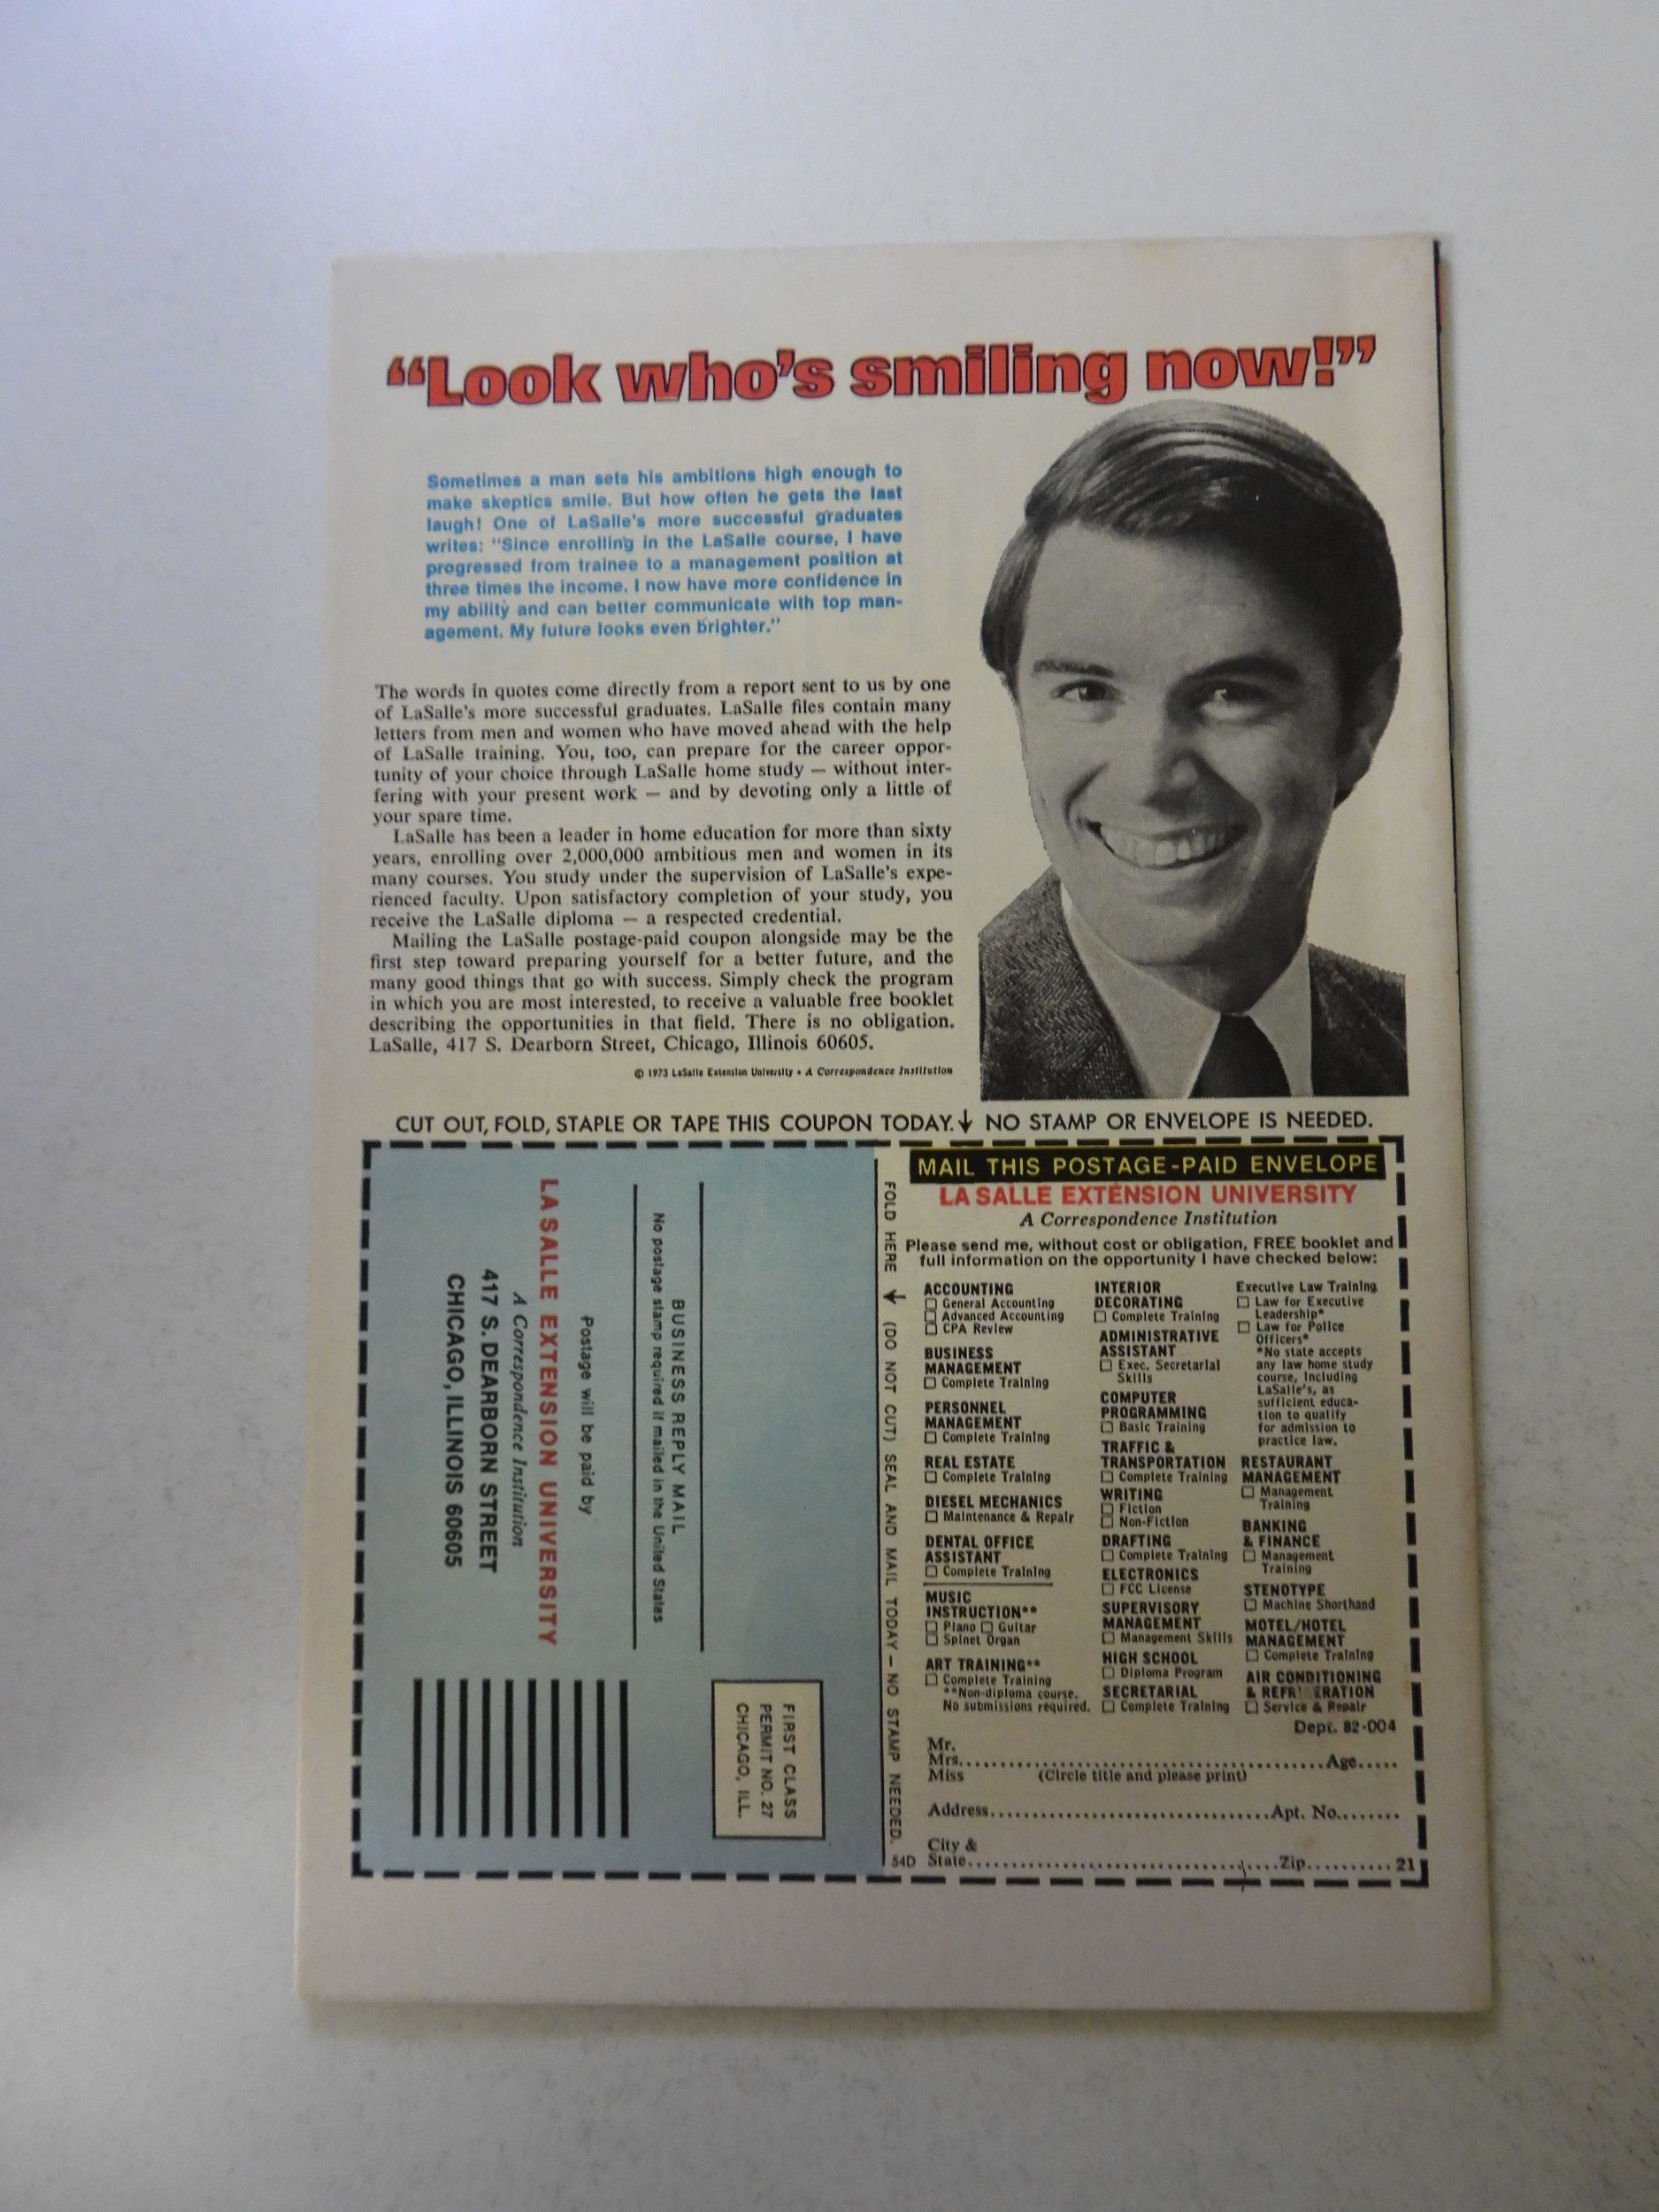 “Look who's smiling now!”
Sometimes a man sets his ambitions high enough to
make skeptics smile. But how often he gets the last
laugh! One of LaSalle's more successful graduates
writes: “Since enrolling in the LaSalle course, I have
progressed from trainee to a management position at
three times the income. I now have more confidence in
my ability and can better communicate with top man-
agement. My future looks even brighter.”
The words in quotes come directly from a report sent to us by one
of LaSalle's more successful graduates. LaSalle files contain many
letters from men and women who have moved ahead with the help
of LaSalle training. You, too, can prepare for the career oppor-
tunity of your choice through LaSalle home study — without inter-
fering with your present work — and by devoting only a little of
your spare time.
LaSalle has been a leader in home education for more than sixty
years, enrolling over 2,000,000 ambitious men and women in its
many courses. You study under the supervision of LaSalle's expe-
rienced faculty. Upon satisfactory completion of your study, you
receive the LaSalle diploma — a respected credential.
Mailing the LaSalle postage-paid coupon alongside may be the
first step toward preparing yourself for a better future, and the
many good things that go with success. Simply check the program
in which you are most interested, to receive a valuable free booklet
describing the opportunities in that field. There is no obligation.
LaSalle, 417 S. Dearborn Street, Chicago, Illinois 60605.
© 1973 LaSalle Extension University • A Correspondence Institution
CUT OUT, FOLD, STAPLE OR TAPE THIS COUPON TODAY.↓ NO STAMP OR ENVELOPE IS NEEDED.
FIRST CLASS
PERMIT NO. 27
CHICAGO, ILL.
BUSINESS REPLY MAIL
No postage stamp required if mailed in the United States
Postage will be paid by
LA SALLE EXTENSION UNIVERSITY
A Correspondence Institution
417 S. DEARBORN STREET
CHICAGO, ILLINOIS 60605
FOLD HERE ↓ (DO NOT CUT) SEAL AND MAIL TODAY — NO STAMP NEEDED.
MAIL THIS POSTAGE-PAID ENVELOPE
LA SALLE EXTENSION UNIVERSITY
A Correspondence Institution
Please send me, without cost or obligation, FREE booklet and
full information on the opportunity I have checked below:
ACCOUNTING
☐ General Accounting
☐ Advanced Accounting
☐ CPA Review
BUSINESS
MANAGEMENT
☐ Complete Training
PERSONNEL
MANAGEMENT
☐ Complete Training
REAL ESTATE
☐ Complete Training
DIESEL MECHANICS
☐ Maintenance & Repair
DENTAL OFFICE
ASSISTANT
☐ Complete Training
MUSIC
INSTRUCTION**
☐ Piano ☐ Guitar
☐ Spinet Organ
ART TRAINING**
☐ Complete Training
**Non-diploma course.
No submissions required.
INTERIOR
DECORATING
☐ Complete Training
ADMINISTRATIVE
ASSISTANT
☐ Exec. Secretarial
Skills
COMPUTER
PROGRAMMING
☐ Basic Training
TRAFFIC &
TRANSPORTATION
☐ Complete Training
WRITING
☐ Fiction
☐ Non-Fiction
DRAFTING
☐ Complete Training
ELECTRONICS
☐ FCC License
SUPERVISORY
MANAGEMENT
☐ Management Skills
HIGH SCHOOL
☐ Diploma Program
SECRETARIAL
☐ Complete Training
Executive Law Training
☐ Law for Executive
Leadership*
☐ Law for Police
Officers*
*No state accepts
any law home study
course, including
LaSalle's, as
sufficient educa-
tion to qualify
for admission to
practice law.
RESTAURANT
MANAGEMENT
☐ Management
Training
BANKING
& FINANCE
☐ Management
Training
STENOTYPE
☐ Machine Shorthand
MOTEL/HOTEL
MANAGEMENT
☐ Complete Training
AIR CONDITIONING
& REFRIGERATION
☐ Service & Repair
Dept. 82-004
Mr.
Mrs.......................................Age.....
Miss (Circle title and please print)
Address...............................Apt. No........
City &
54D State...................................Zip..........21